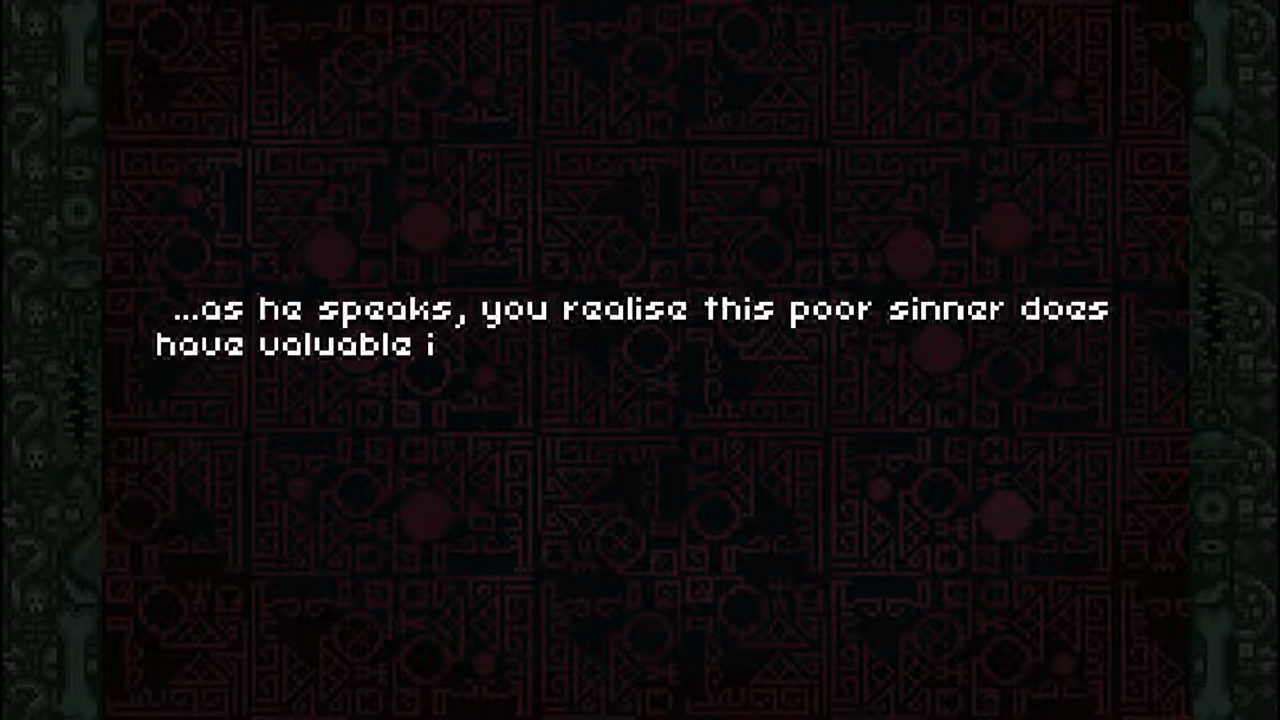 ...as he speaks, you realise this poor sinner does
have valuable i